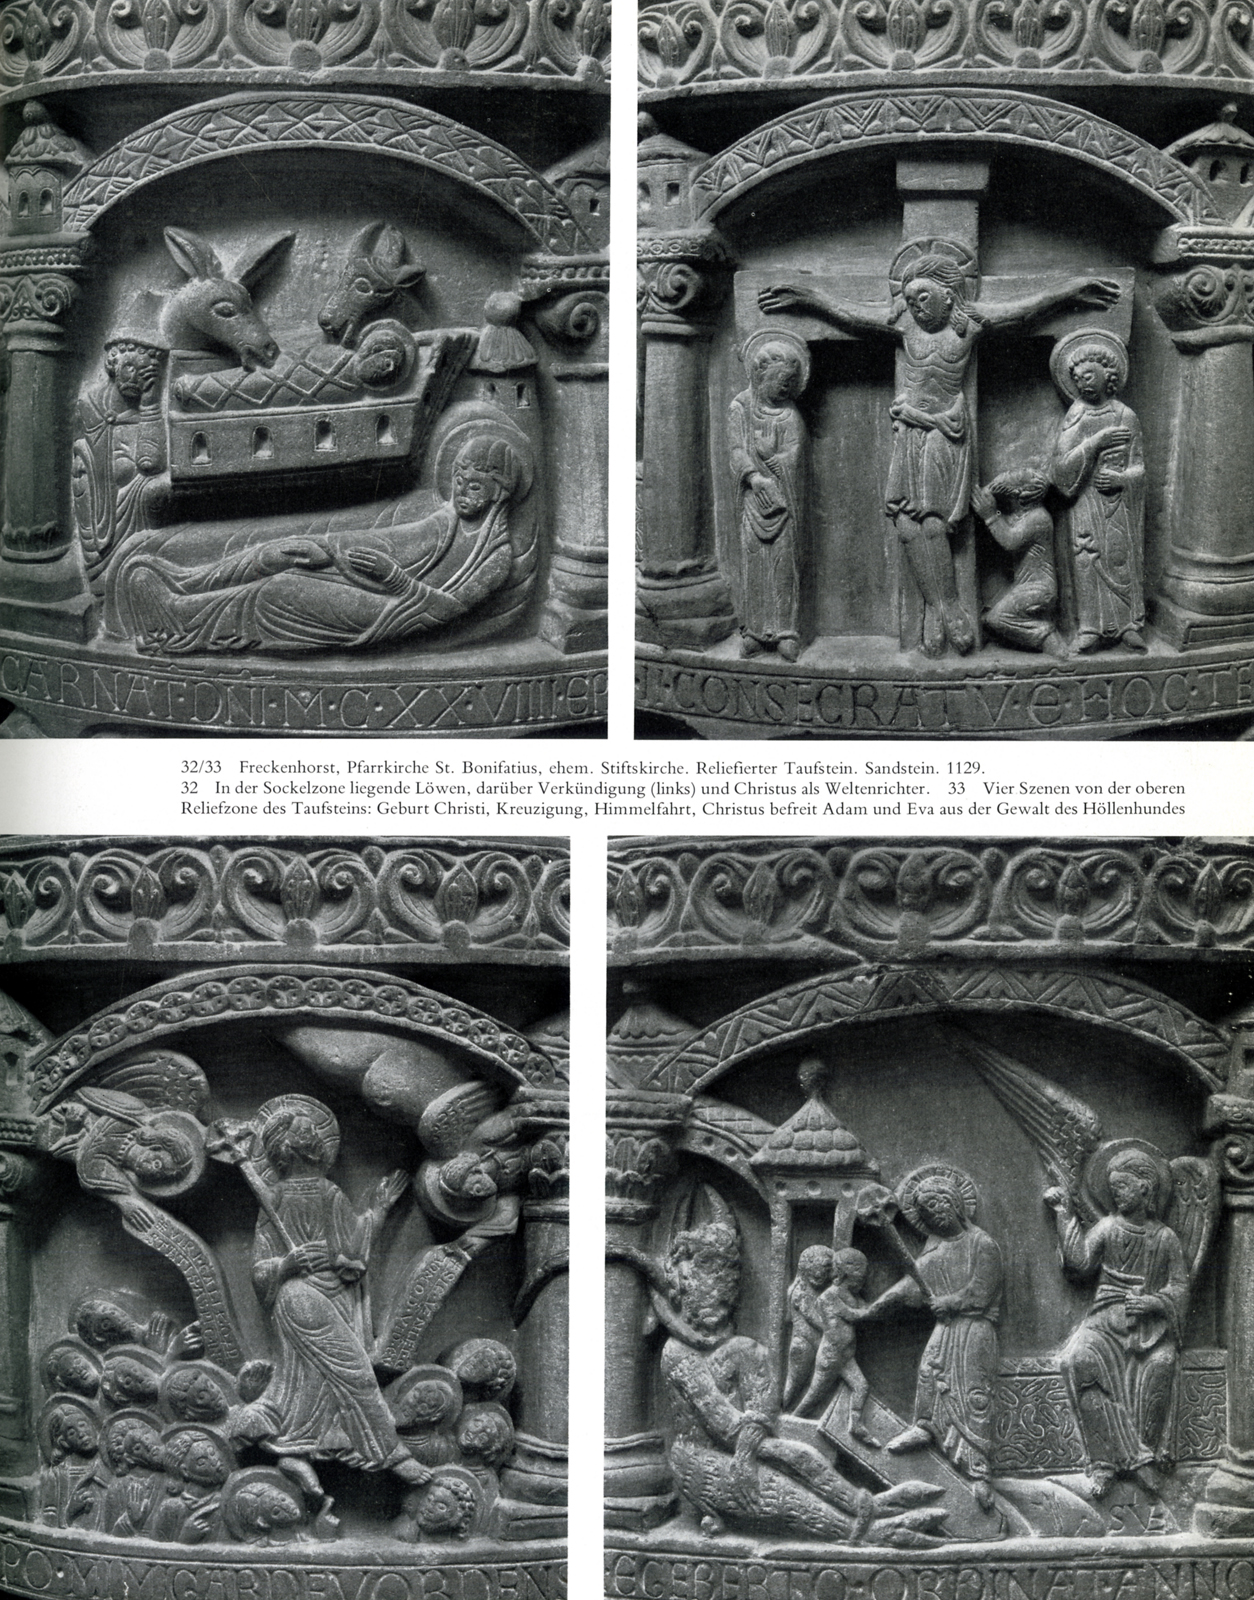 CARNAT·DNI·M·C·XX·VIIII·EP
I·CONSECRATV·E·HOC·TE
32/33 Freckenhorst, Pfarrkirche St. Bonifatius, ehem. Stiftskirche. Reliefierter Taufstein. Sandstein. 1129.
32 In der Sockelzone liegende Löwen, darüber Verkündigung (links) und Christus als Weltenrichter. 33 Vier Szenen von der oberen
Reliefzone des Taufsteins: Geburt Christi, Kreuzigung, Himmelfahrt, Christus befreit Adam und Eva aus der Gewalt des Höllenhundes
PO·MIMIGARDEVORDENS
EGEBERTO·ORDINAT·ANNO